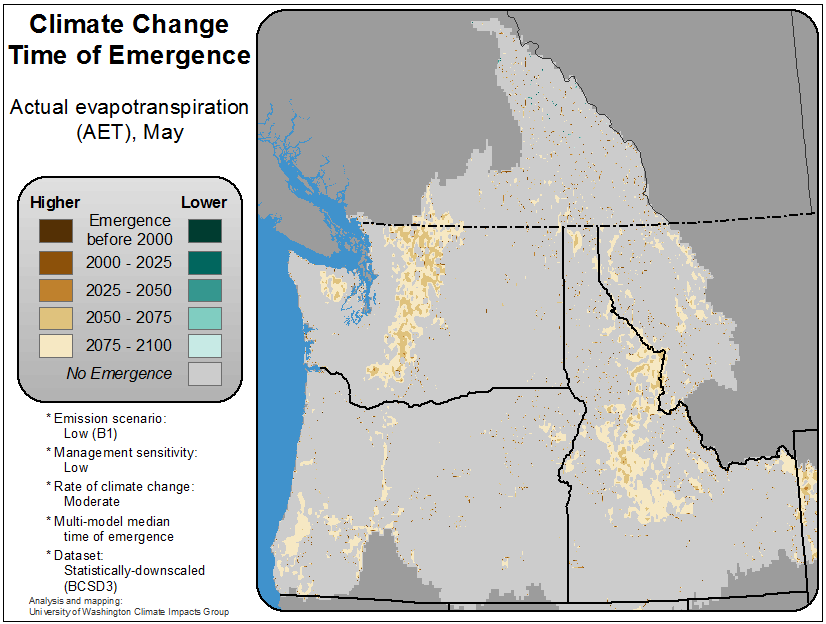 Climate Change
Time of Emergence
Actual evapotranspiration
(AET), May
Higher Lower
Emergence
before 2000
2000 - 2025
2025 - 2050
2050 - 2075
2075 - 2100
No Emergence
* Emission scenario:
Low (B1)
* Management sensitivity:
Low
* Rate of climate change:
Moderate
* Multi-model median
time of emergence
* Dataset:
Statistically-downscaled
(BCSD3)
Analysis and mapping:
University of Washington Climate Impacts Group